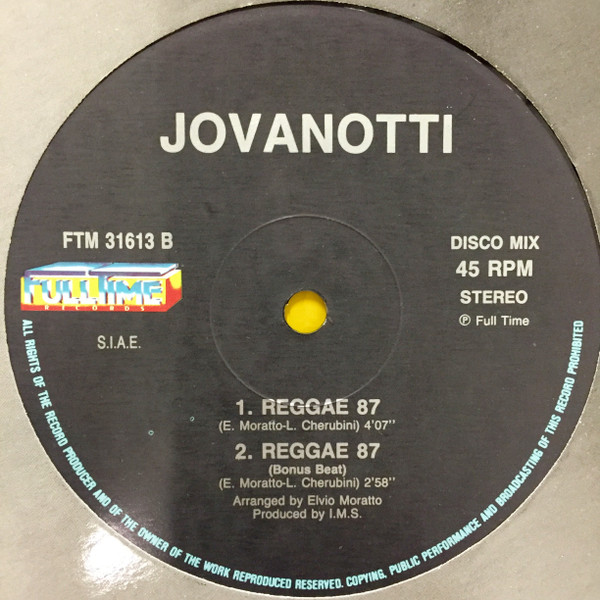 JOVANOTTI
FTM 31613 B
FULL TIME
RECORDS
S.I.A.E.
DISCO MIX
45 RPM
STEREO
℗ Full Time
1. REGGAE 87
(E. Moratto-L. Cherubini) 4'07"
2. REGGAE 87
(Bonus Beat)
(E. Moratto-L. Cherubini) 2'58"
Arranged by Elvio Moratto
Produced by I.M.S.
ALL RIGHTS OF THE RECORD PRODUCER AND OF THE OWNER OF THE WORK REPRODUCED RESERVED. COPYING, PUBLIC PERFORMANCE AND BROADCASTING OF THIS RECORD PROHIBITED